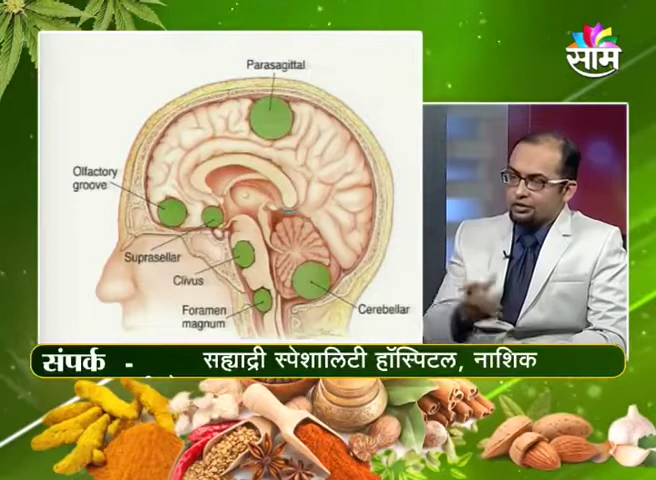 साम
Parasagittal
Olfactory
groove
Suprasellar
Clivus
Foramen
magnum
Cerebellar
संपर्क - सह्याद्री स्पेशालिटी हॉस्पिटल, नाशिक